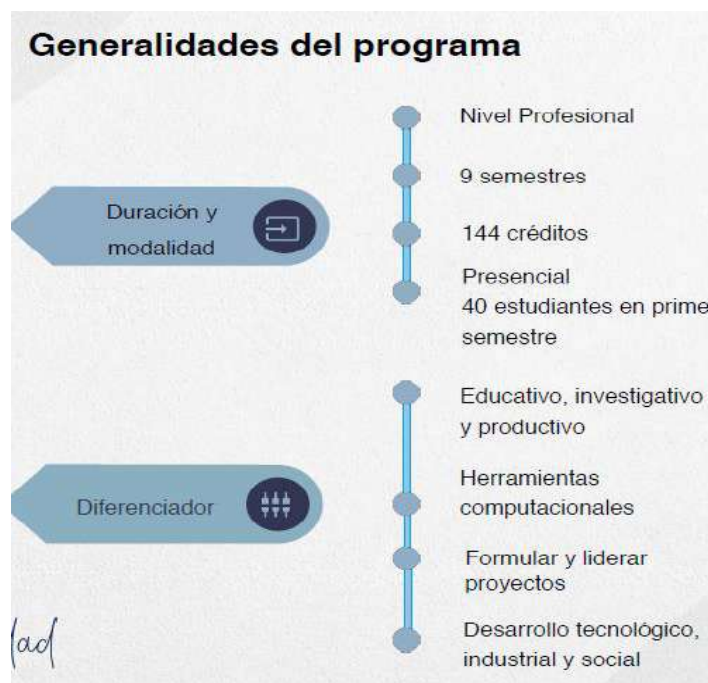 Generalidades del programa
Duración y
modalidad
Nivel Profesional
9 semestres
144 créditos
Presencial
40 estudiantes en prime
semestre
Diferenciador
Educativo, investigativo
y productivo
Herramientas
computacionales
Formular y liderar
proyectos
Desarrollo tecnológico,
industrial y social
dad